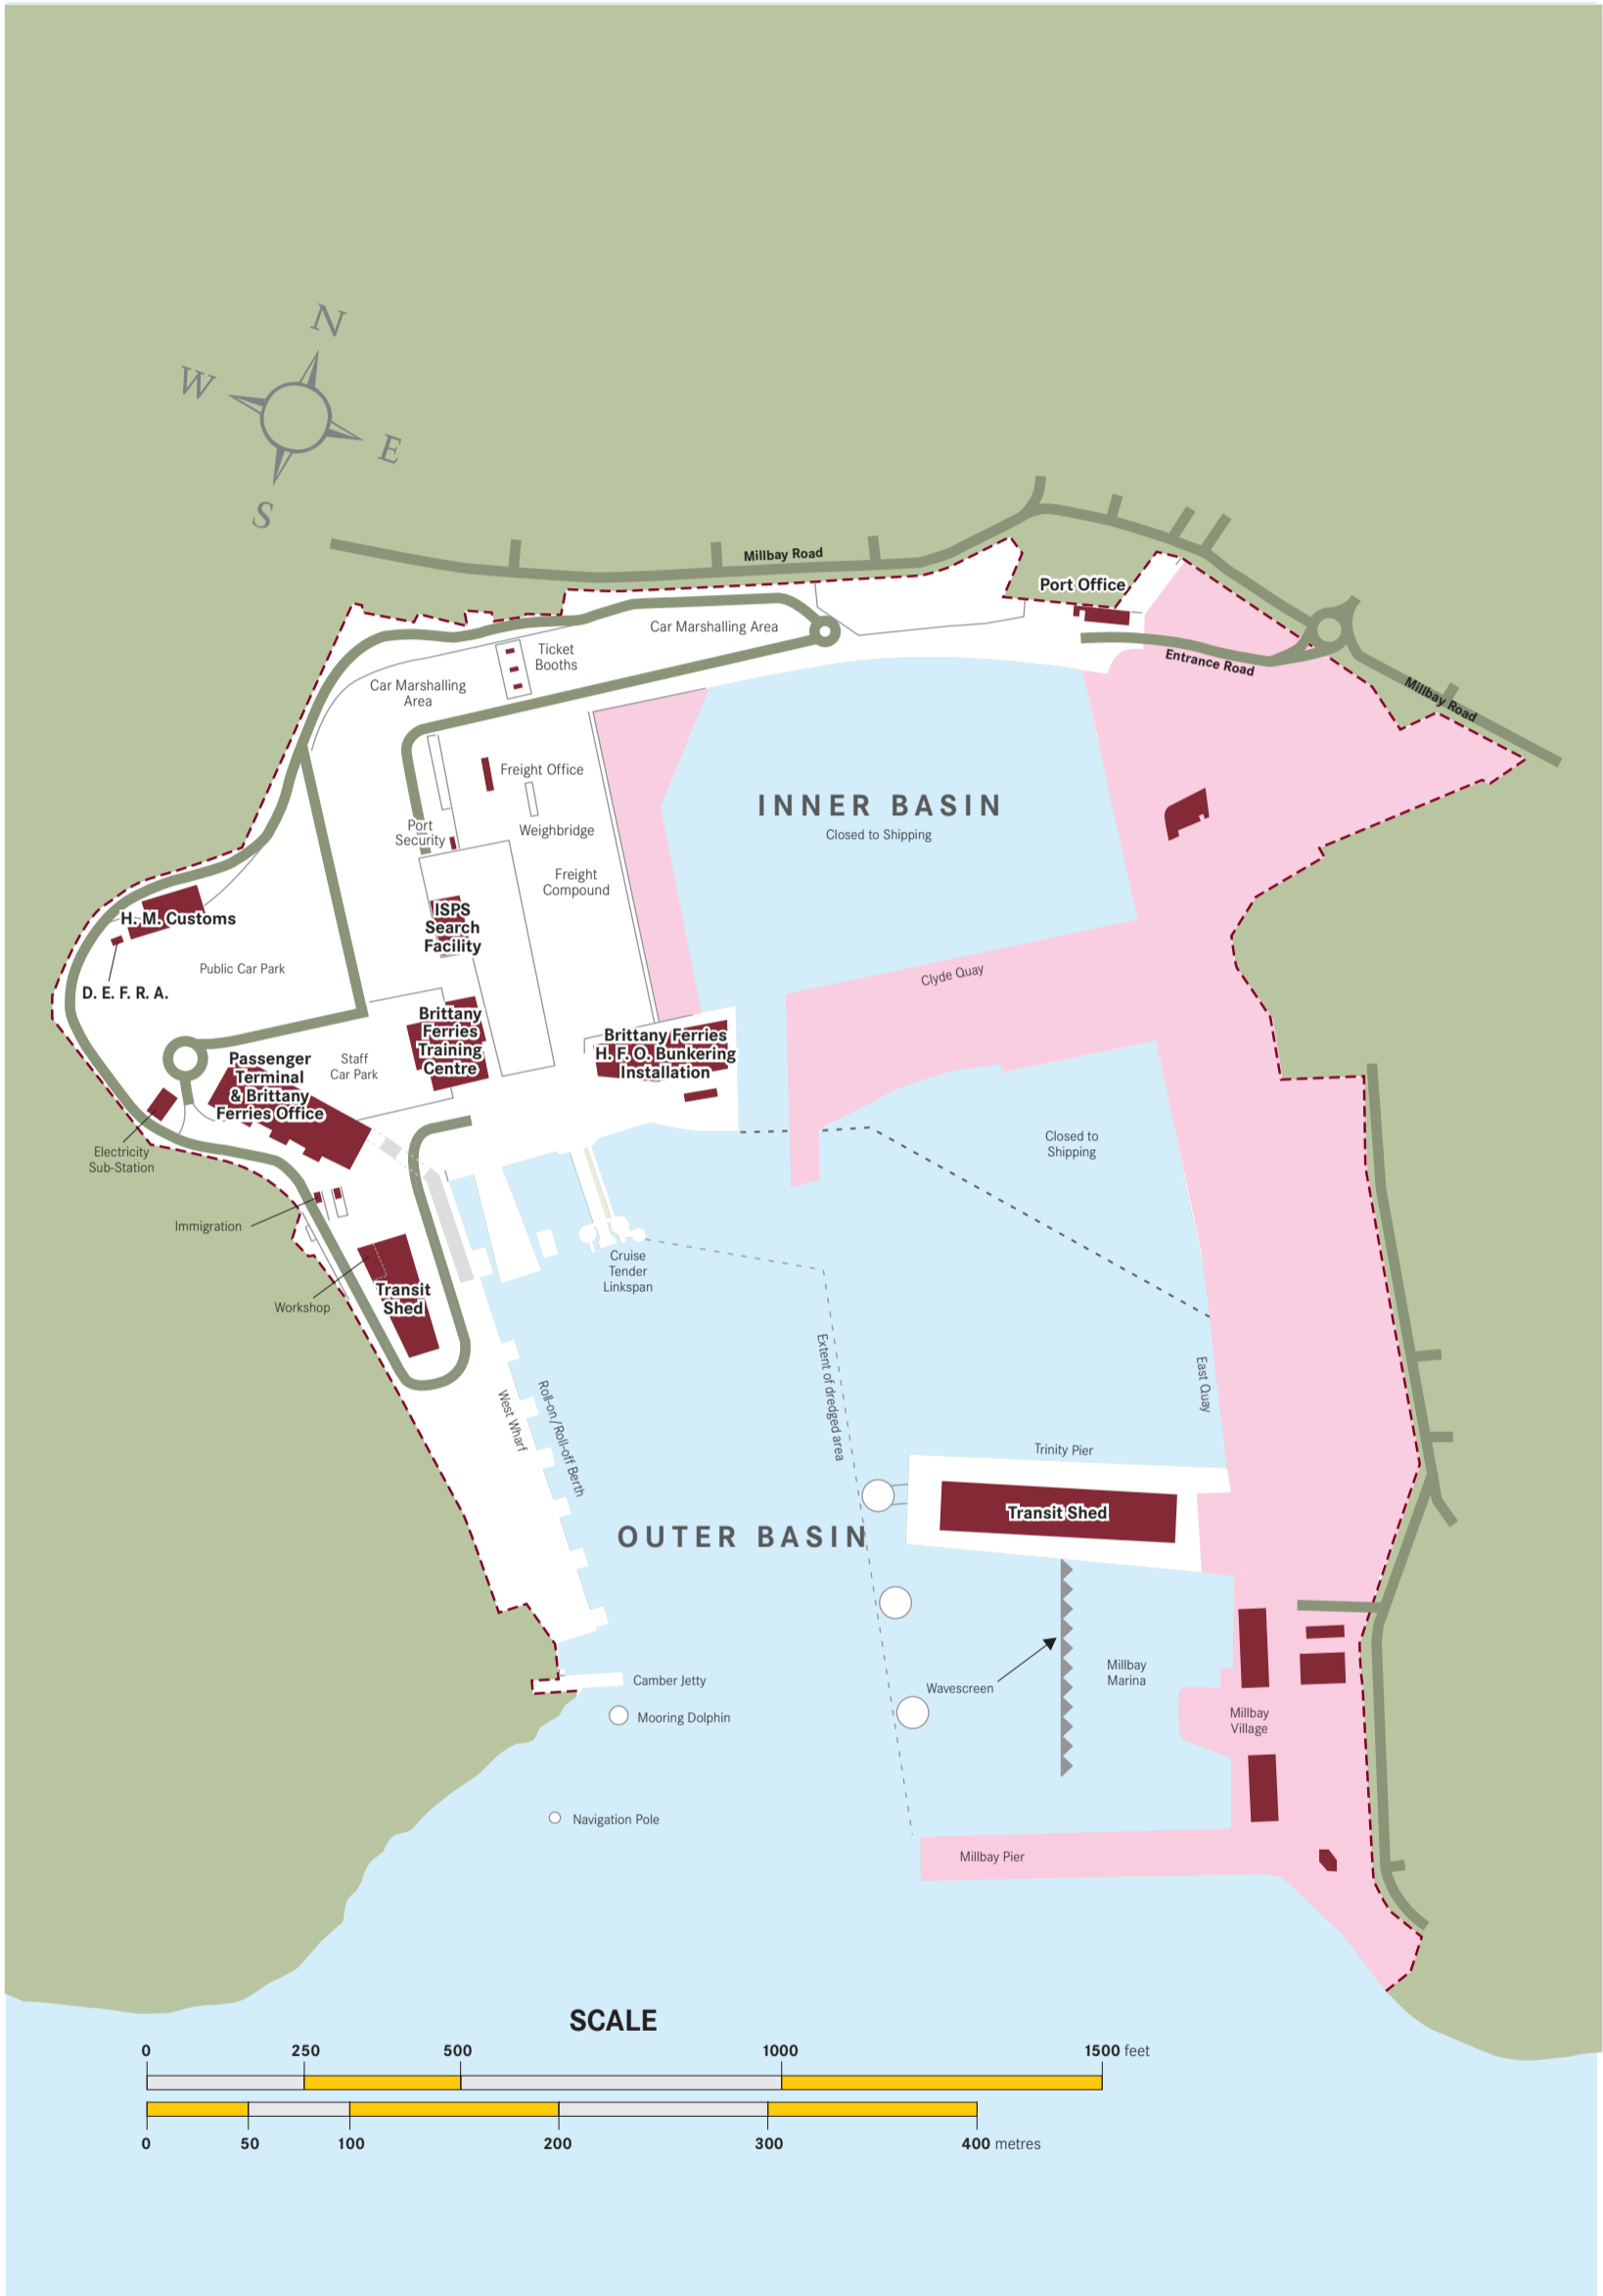 N
W
E
S
Millbay Road
Port Office
Car Marshalling Area
Ticket
Booths
Entrance Road
Car Marshalling
Area
Millbay Road
Freight Office
INNER BASIN
Closed to Shipping
Port
Security
Weighbridge
Freight
Compound
H. M. Customs
ISPS
Search
Facility
Public Car Park
Clyde Quay
D. E. F. R. A.
Brittany
Ferries
Training
Centre
Brittany Ferries
H. F. O. Bunkering
Installation
Passenger
Terminal
& Brittany
Ferries Office
Staff
Car Park
Electricity
Sub-Station
Closed to
Shipping
Immigration
Cruise
Tender
Linkspan
Workshop
Transit
Shed
Extent of dredged area
East Quay
West Wharf
Roll-on/Roll-off Berth
Trinity Pier
Transit Shed
OUTER BASIN
Camber Jetty
Wavescreen
Millbay
Marina
Mooring Dolphin
Millbay
Village
Navigation Pole
Millbay Pier
SCALE
0 250 500 1000 1500 feet
0 50 100 200 300 400 metres